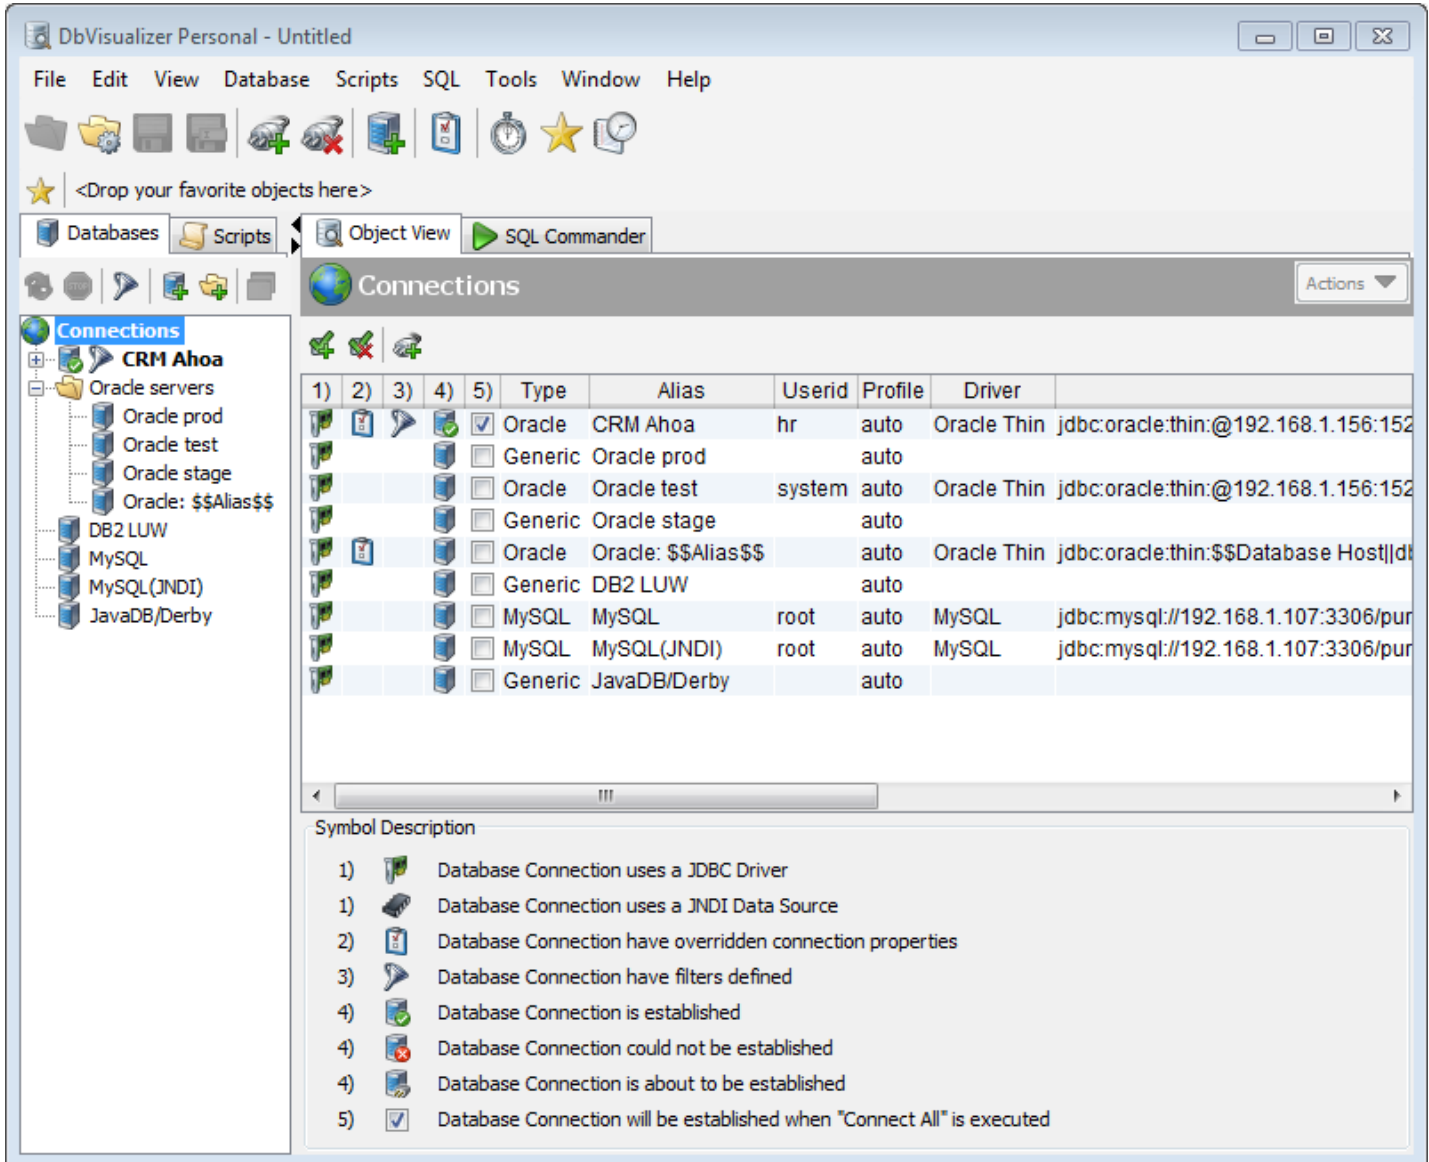 DbVisualizer Personal - Untitled
File Edit View Database Scripts SQL Tools Window Help
<Drop your favorite objects here>
Databases Scripts Object View SQL Commander
Connections Actions
Connections
CRM Ahoa
Oracle servers
Oracle prod
Oracle test
Oracle stage
Oracle: $$Alias$$
DB2 LUW
MySQL
MySQL(JNDI)
JavaDB/Derby
1) 2) 3) 4) 5) Type Alias Userid Profile Driver
Oracle CRM Ahoa hr auto Oracle Thin jdbc:oracle:thin:@192.168.1.156:152
Generic Oracle prod auto
Oracle Oracle test system auto Oracle Thin jdbc:oracle:thin:@192.168.1.156:152
Generic Oracle stage auto
Oracle Oracle: $$Alias$$ auto Oracle Thin jdbc:oracle:thin:$$Database Host||d
Generic DB2 LUW auto
MySQL MySQL root auto MySQL jdbc:mysql://192.168.1.107:3306/pur
MySQL MySQL(JNDI) root auto MySQL jdbc:mysql://192.168.1.107:3306/pur
Generic JavaDB/Derby auto
Symbol Description
1) Database Connection uses a JDBC Driver
1) Database Connection uses a JNDI Data Source
2) Database Connection have overridden connection properties
3) Database Connection have filters defined
4) Database Connection is established
4) Database Connection could not be established
4) Database Connection is about to be established
5) Database Connection will be established when "Connect All" is executed